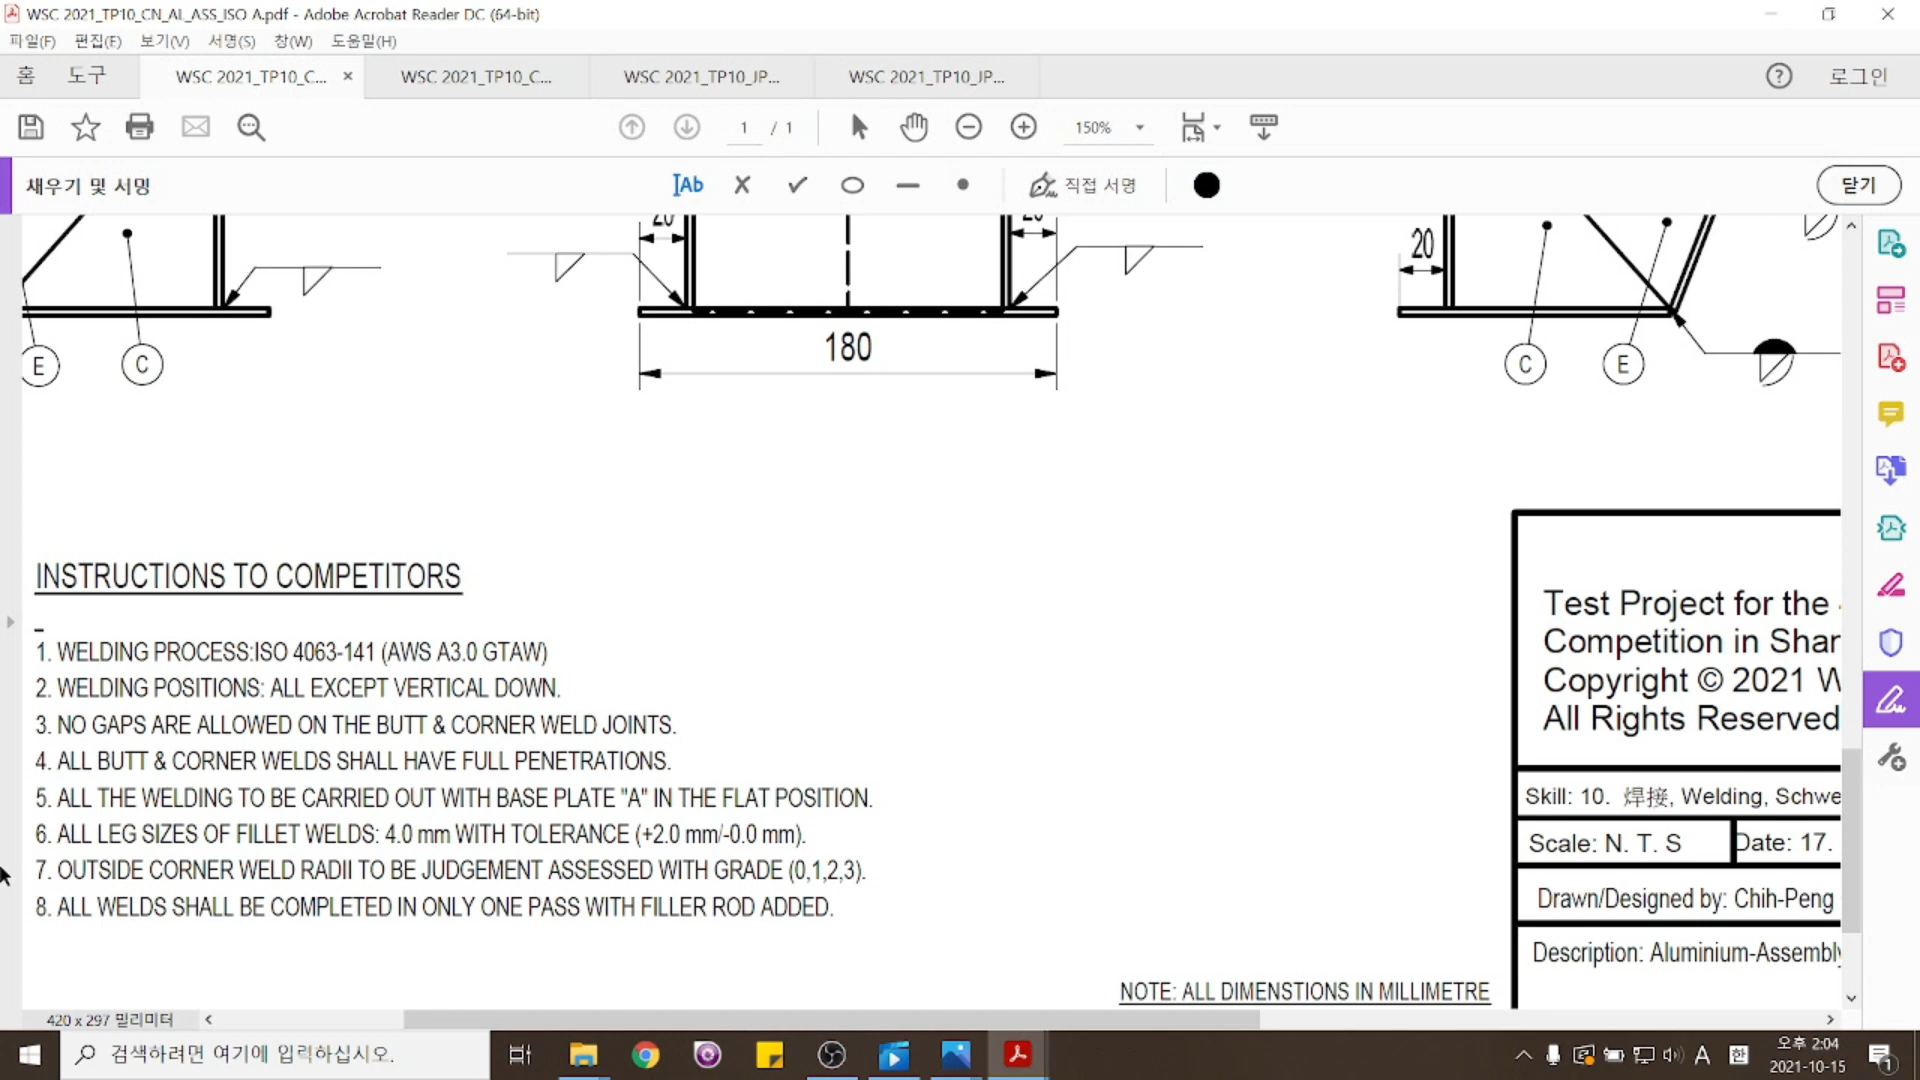 WSC 2021_TP10_CN_AL_ASS_ISO A.pdf - Adobe Acrobat Reader DC (64-bit)
파일(F) 편집(E) 보기(V) 서명(S) 창(W) 도움말(H)
홈 도구 WSC 2021_TP10_C... × WSC 2021_TP10_C... WSC 2021_TP10_JP... WSC 2021_TP10_JP... 로그인
1 / 1 150%
채우기 및 서명 Ab 직접 서명 닫기
20 20 20
180
E C C E
INSTRUCTIONS TO COMPETITORS
1. WELDING PROCESS:ISO 4063-141 (AWS A3.0 GTAW)
2. WELDING POSITIONS: ALL EXCEPT VERTICAL DOWN.
3. NO GAPS ARE ALLOWED ON THE BUTT & CORNER WELD JOINTS.
4. ALL BUTT & CORNER WELDS SHALL HAVE FULL PENETRATIONS.
5. ALL THE WELDING TO BE CARRIED OUT WITH BASE PLATE "A" IN THE FLAT POSITION.
6. ALL LEG SIZES OF FILLET WELDS: 4.0 mm WITH TOLERANCE (+2.0 mm/-0.0 mm).
7. OUTSIDE CORNER WELD RADII TO BE JUDGEMENT ASSESSED WITH GRADE (0,1,2,3).
8. ALL WELDS SHALL BE COMPLETED IN ONLY ONE PASS WITH FILLER ROD ADDED.
Test Project for the
Competition in Shar
Copyright © 2021 W
All Rights Reserved
Skill: 10. 焊接, Welding, Schwe
Scale: N. T. S Date: 17.
Drawn/Designed by: Chih-Peng
Description: Aluminium-Assembly
NOTE: ALL DIMENSTIONS IN MILLIMETRE
420 x 297 밀리미터
검색하려면 여기에 입력하십시오.
A 한 오후 2:04
2021-10-15
1